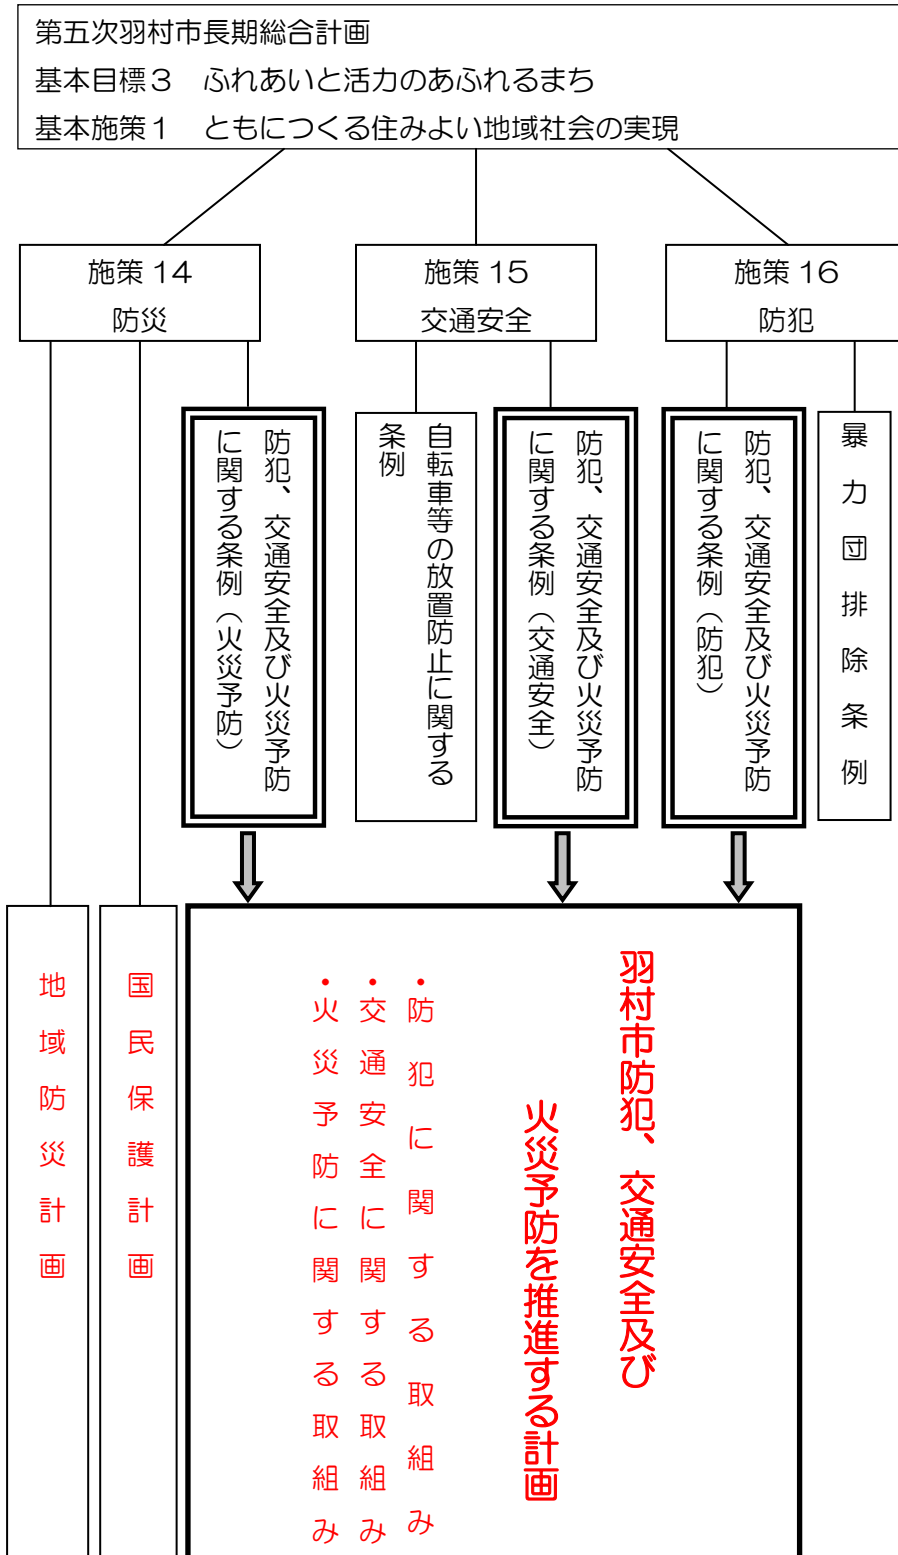 第五次羽村市長期総合計画
基本目標3　ふれあいと活力のあふれるまち
基本施策1　ともにつくる住みよい地域社会の実現
施策 14
防災
施策 15
交通安全
施策 16
防犯
防犯、交通安全及び火災予防
に関する条例（火災予防）
自転車等の放置防止に関する
条例
防犯、交通安全及び火災予防
に関する条例（交通安全）
防犯、交通安全及び火災予防
に関する条例（防犯）
暴力団排除条例
地域防災計画
国民保護計画
羽村市防犯、交通安全及び
火災予防を推進する計画
・防犯に関する取組み
・交通安全に関する取組み
・火災予防に関する取組み